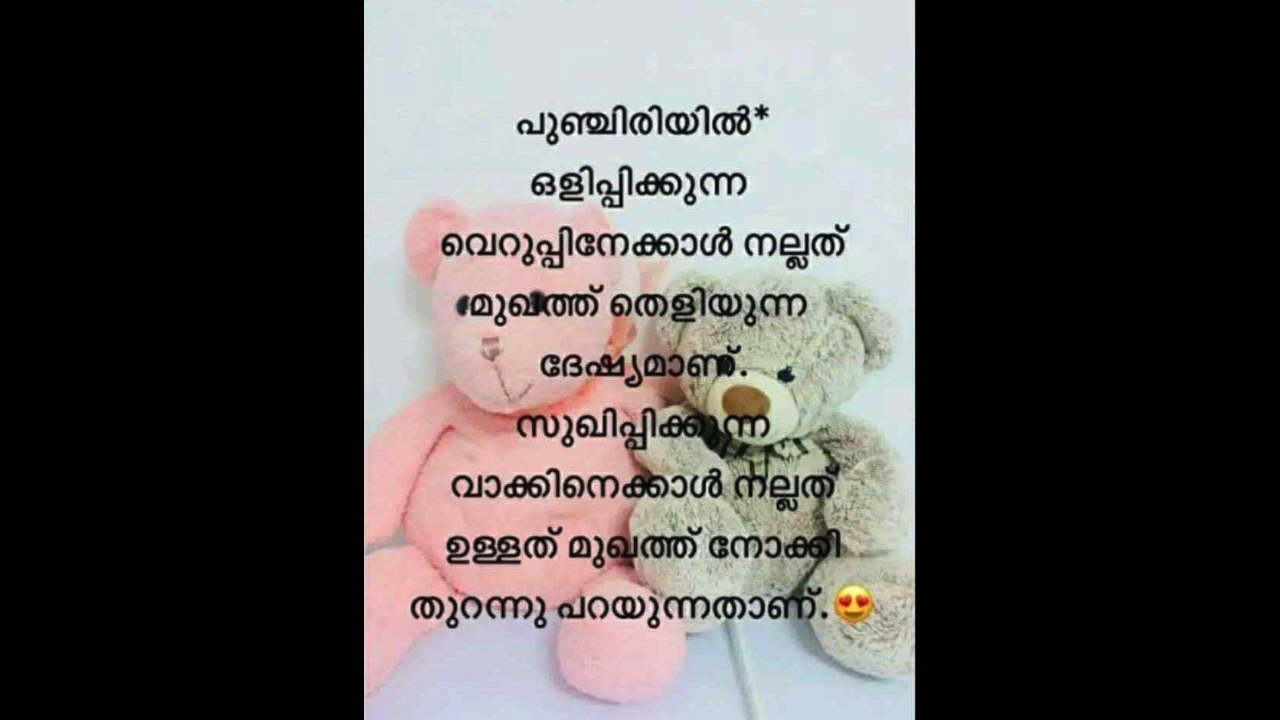 പുഞ്ചിരിയിൽ*
ഒളിപ്പിക്കുന്ന
വെറുപ്പിനേക്കാൾ നല്ലത്
മുഖത്ത് തെളിയുന്ന
ദേഷ്യമാണ്.
സുഖിപ്പിക്കുന്ന
വാക്കിനെക്കാൾ നല്ലത്
ഉള്ളത് മുഖത്ത് നോക്കി
തുറന്നു പറയുന്നതാണ്.😍